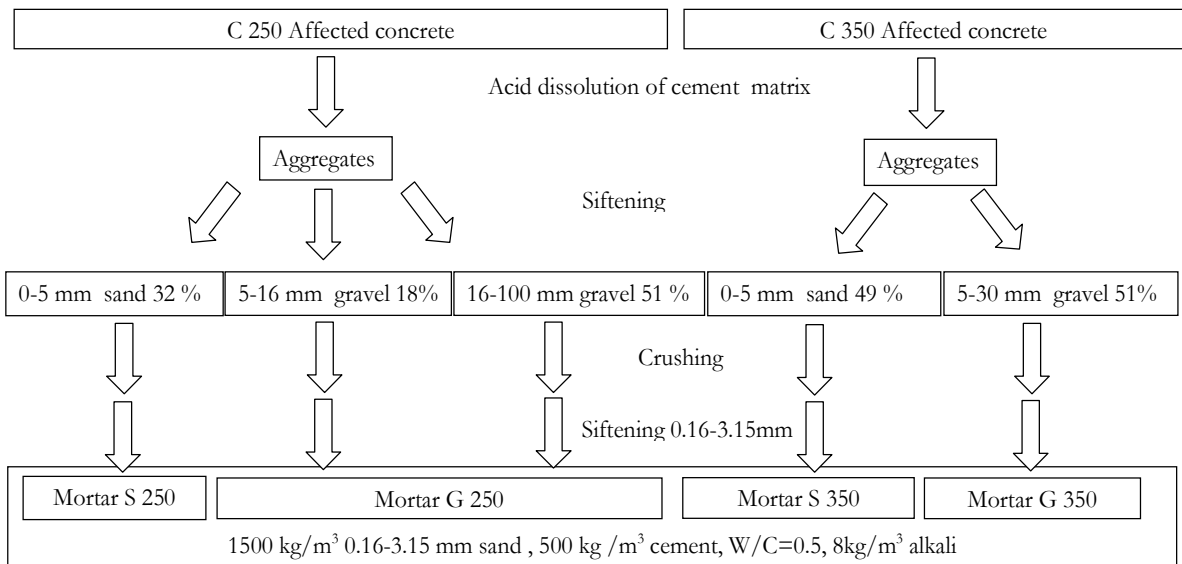 C 250 Affected concrete
C 350 Affected concrete
Acid dissolution of cement matrix
Aggregates
Aggregates
Siftening
0-5 mm sand 32 %
5-16 mm gravel 18%
16-100 mm gravel 51 %
0-5 mm sand 49 %
5-30 mm gravel 51%
Crushing
Siftening 0.16-3.15mm
Mortar S 250
Mortar G 250
Mortar S 350
Mortar G 350
1500 kg/m³ 0.16-3.15 mm sand , 500 kg /m³ cement, W/C=0.5, 8kg/m³ alkali